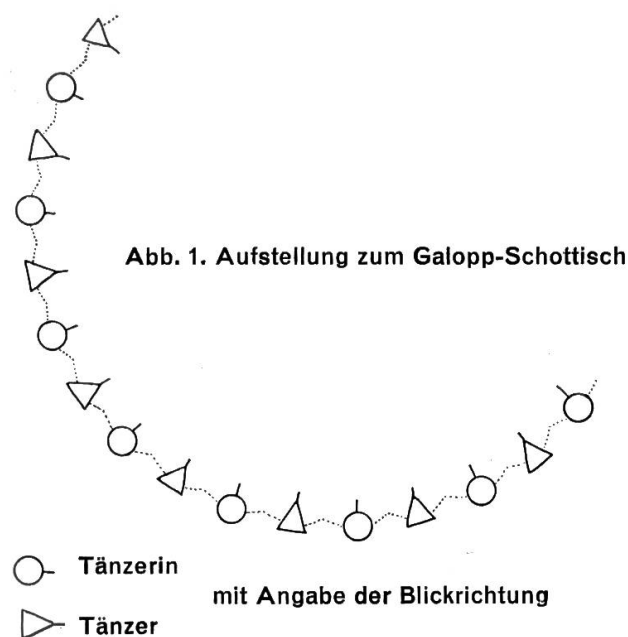 Abb. 1. Aufstellung zum Galopp-Schottisch
Tänzerin
mit Angabe der Blickrichtung
Tänzer